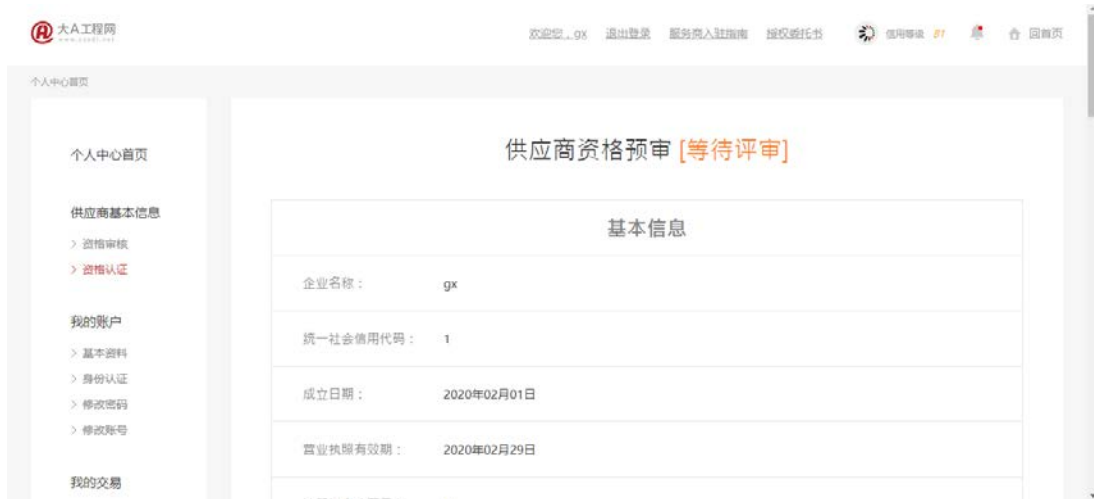 大A工程网
欢迎您，gx 退出登录 服务商入驻指南 授权委托书 信用等级 81 回首页
个人中心首页
个人中心首页
供应商资格预审 [等待评审]
供应商基本信息
> 资格审核
> 资格认证
基本信息
企业名称： gx
统一社会信用代码： 1
我的账户
> 基本资料
> 身份认证
> 修改密码
> 修改账号
成立日期： 2020年02月01日
营业执照有效期： 2020年02月29日
我的交易